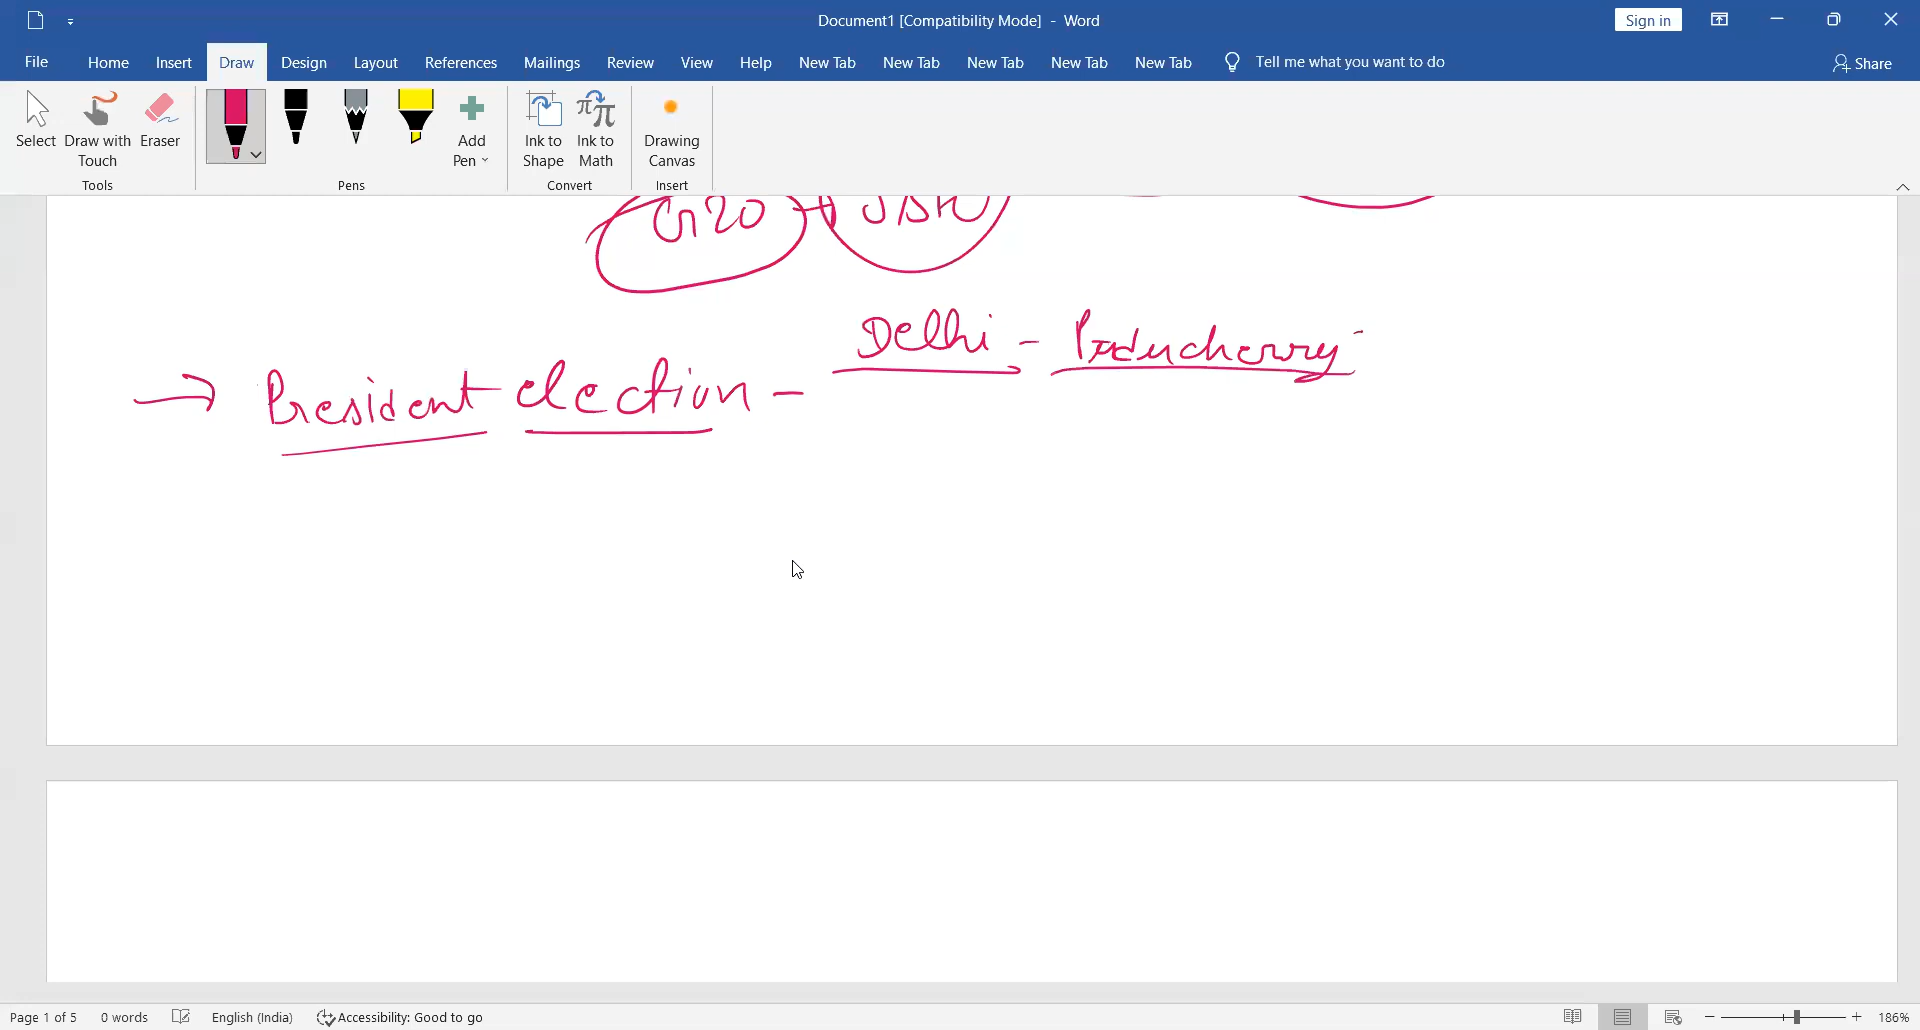 Document1 [Compatibility Mode] - Word
Sign in
File Home Insert Draw Design Layout References Mailings Review View Help New Tab New Tab New Tab New Tab New Tab Tell me what you want to do Share
Select Draw with Touch Eraser Add Pen Ink to Shape Ink to Math Drawing Canvas
Tools Pens Convert Insert
G20
Delhi - Puducherry -
→ President election -
Page 1 of 5 0 words English (India) Accessibility: Good to go 186%